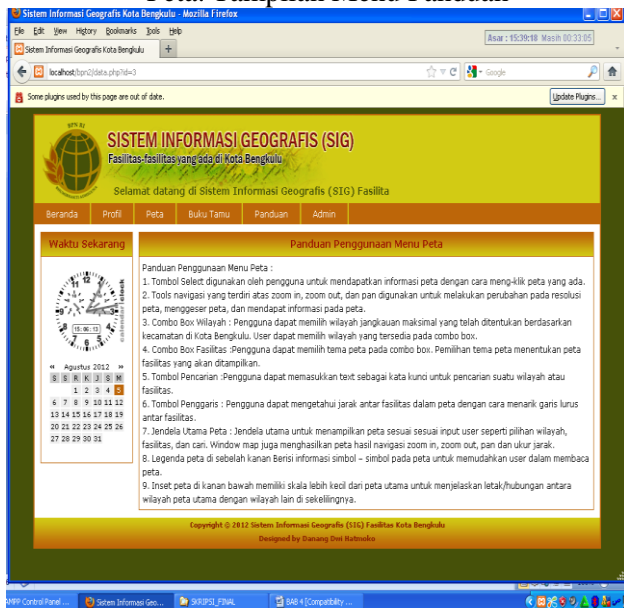 Peta. Tampilan Menu Panduan
Sistem Informasi Geografis Kota Bengkulu - Mozilla Firefox
File Edit View History Bookmarks Tools Help
Asar : 15:39:18 Masih 00:33:05
Sistem Informasi Geografis Kota Bengkulu
localhost/bpn2/data.php?id=3
Google
Some plugins used by this page are out of date.
Update Plugins...
BPN RI
SISTEM INFORMASI GEOGRAFIS (SIG)
Fasilitas-fasilitas yang ada di Kota Bengkulu
Selamat datang di Sistem Informasi Geografis (SIG) Fasilita
Beranda Profil Peta Buku Tamu Panduan Admin
Waktu Sekarang
15:06:13
« Agustus 2012 »
S S R K J S M
1 2 3 4 5
6 7 8 9 10 11 12
13 14 15 16 17 18 19
20 21 22 23 24 25 26
27 28 29 30 31
Panduan Penggunaan Menu Peta
Panduan Penggunaan Menu Peta :
1. Tombol Select digunakan oleh pengguna untuk mendapatkan informasi peta dengan cara meng-klik peta yang ada.
2. Tools navigasi yang terdiri atas zoom in, zoom out, dan pan digunakan untuk melakukan perubahan pada resolusi
peta, menggeser peta, dan mendapat informasi pada peta.
3. Combo Box Wilayah : Pengguna dapat memilih wilayah jangkauan maksimal yang telah ditentukan berdasarkan
kecamatan di Kota Bengkulu. User dapat memilih wilayah yang tersedia pada combo box.
4. Combo Box Fasilitas :Pengguna dapat memilih tema peta pada combo box. Pemilihan tema peta menentukan peta
fasilitas yang akan ditampilkan.
5. Tombol Pencarian :Pengguna dapat memasukkan text sebagai kata kunci untuk pencarian suatu wilayah atau
fasilitas.
6. Tombol Penggaris : Pengguna dapat mengetahui jarak antar fasilitas dalam peta dengan cara menarik garis lurus
antar fasilitas.
7. Jendela Utama Peta : Jendela utama untuk menampilkan peta sesuai sesuai input user seperti pilihan wilayah,
fasilitas, dan cari. Window map juga menghasilkan peta hasil navigasi zoom in, zoom out, pan dan ukur jarak.
8. Legenda peta di sebelah kanan Berisi informasi simbol – simbol pada peta untuk memudahkan user dalam membaca
peta.
9. Inset peta di kanan bawah memiliki skala lebih kecil dari peta utama untuk menjelaskan letak/hubungan antara
wilayah peta utama dengan wilayah lain di sekelilingnya.
Copyright © 2012 Sistem Informasi Geografis (SIG) Fasilitas Kota Bengkulu
Designed by Danang Dwi Hatmoko
AMPP Control Panel ... Sistem Informasi Geo... SKRIPSI_FINAL BAB 4 [Compatibility ...